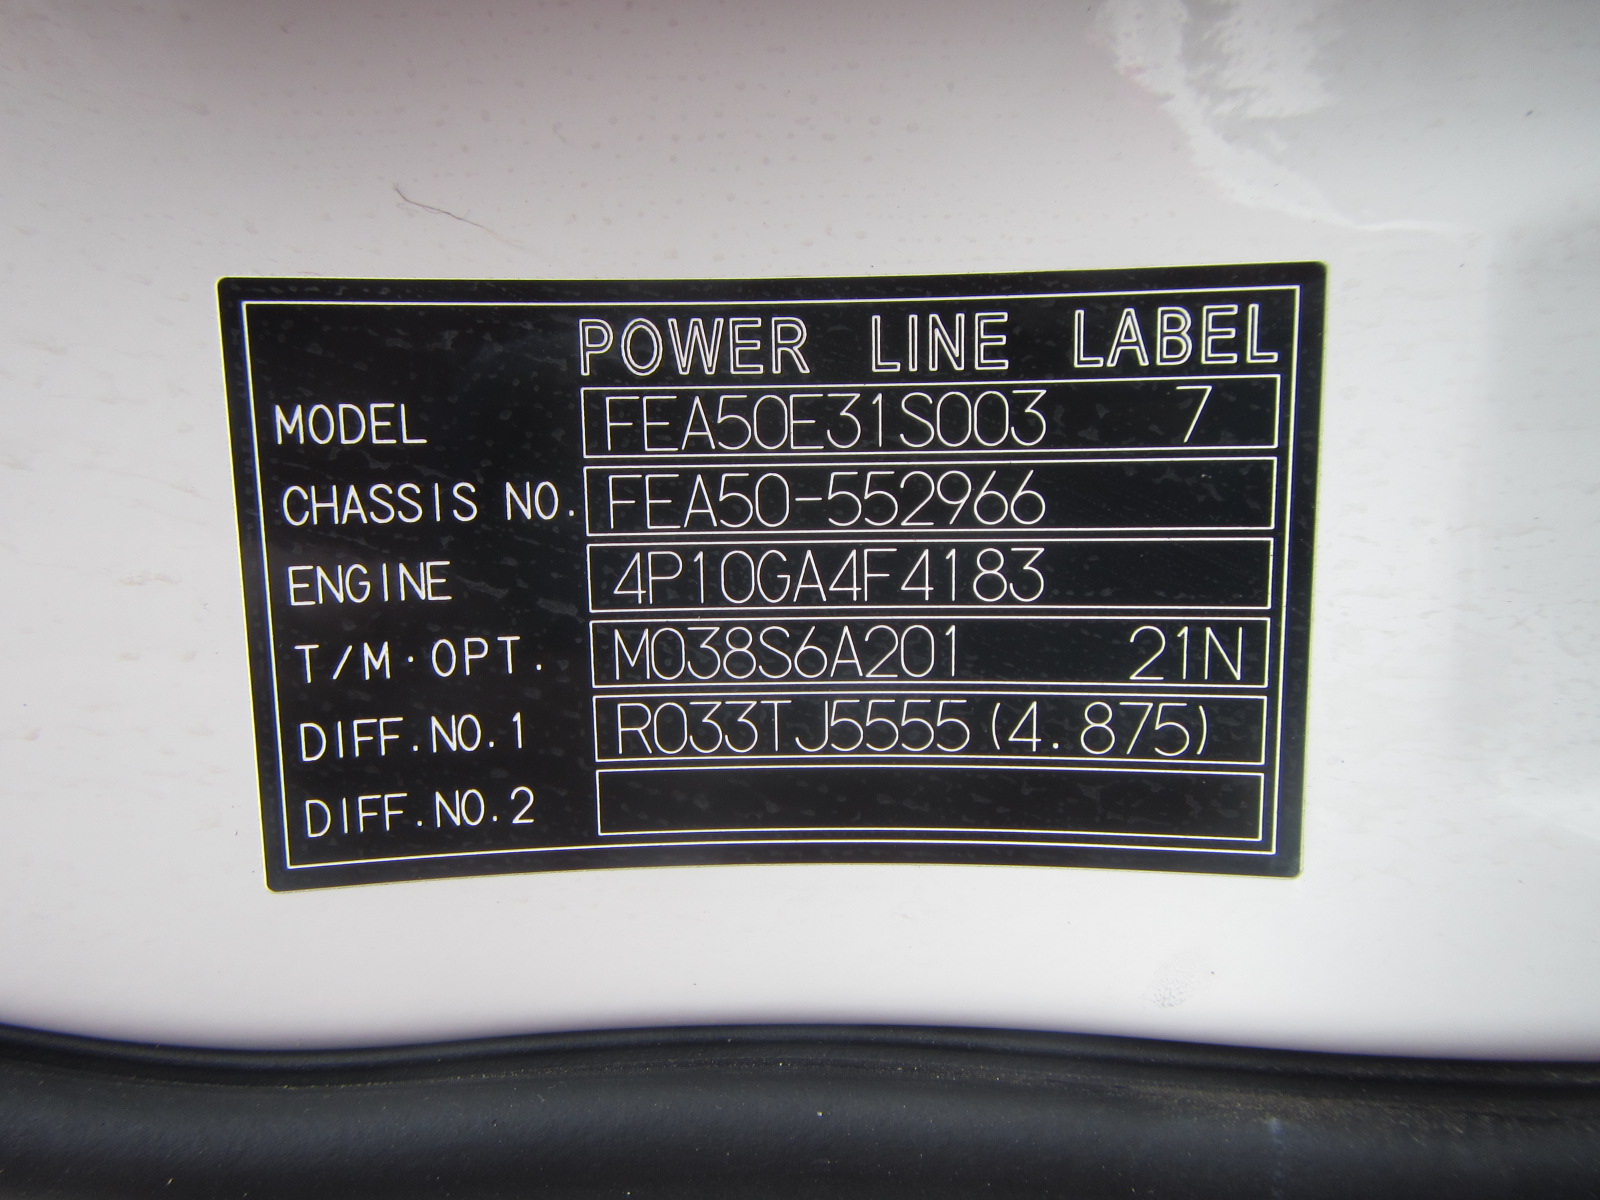 POWER LINE LABEL
MODEL FEA50E31S003 7
CHASSIS NO. FEA50-552966
ENGINE 4P10GA4F4183
T/M·OPT. M038S6A201 21N
DIFF.NO.1 R033TJ5555(4.875)
DIFF.NO.2